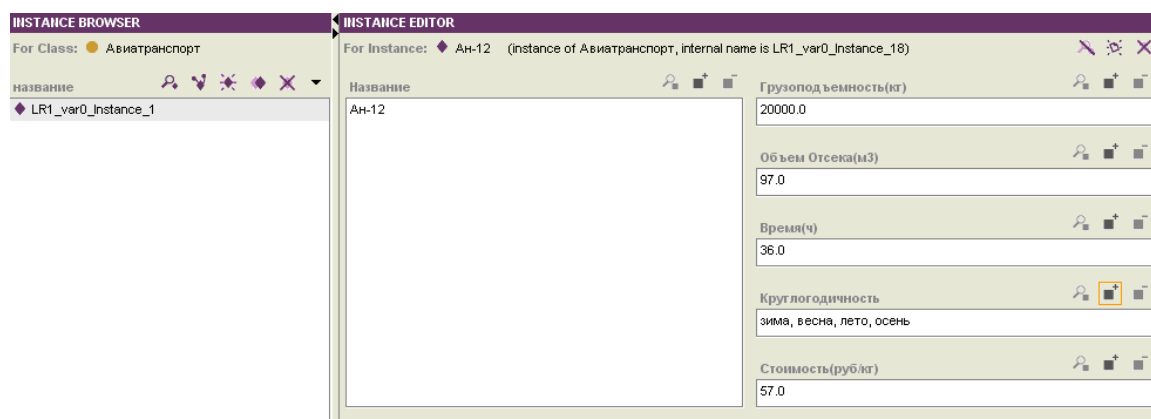 INSTANCE BROWSER
For Class: Авиатранспорт
название
LR1_var0_Instance_1
INSTANCE EDITOR
For Instance: Ан-12 (instance of Авиатранспорт, internal name is LR1_var0_Instance_18)
Название
Ан-12
Грузоподъемность(кг)
20000.0
Объем Отсека(м3)
97.0
Время(ч)
36.0
Круглогодичность
зима, весна, лето, осень
Стоимость(руб/кг)
57.0